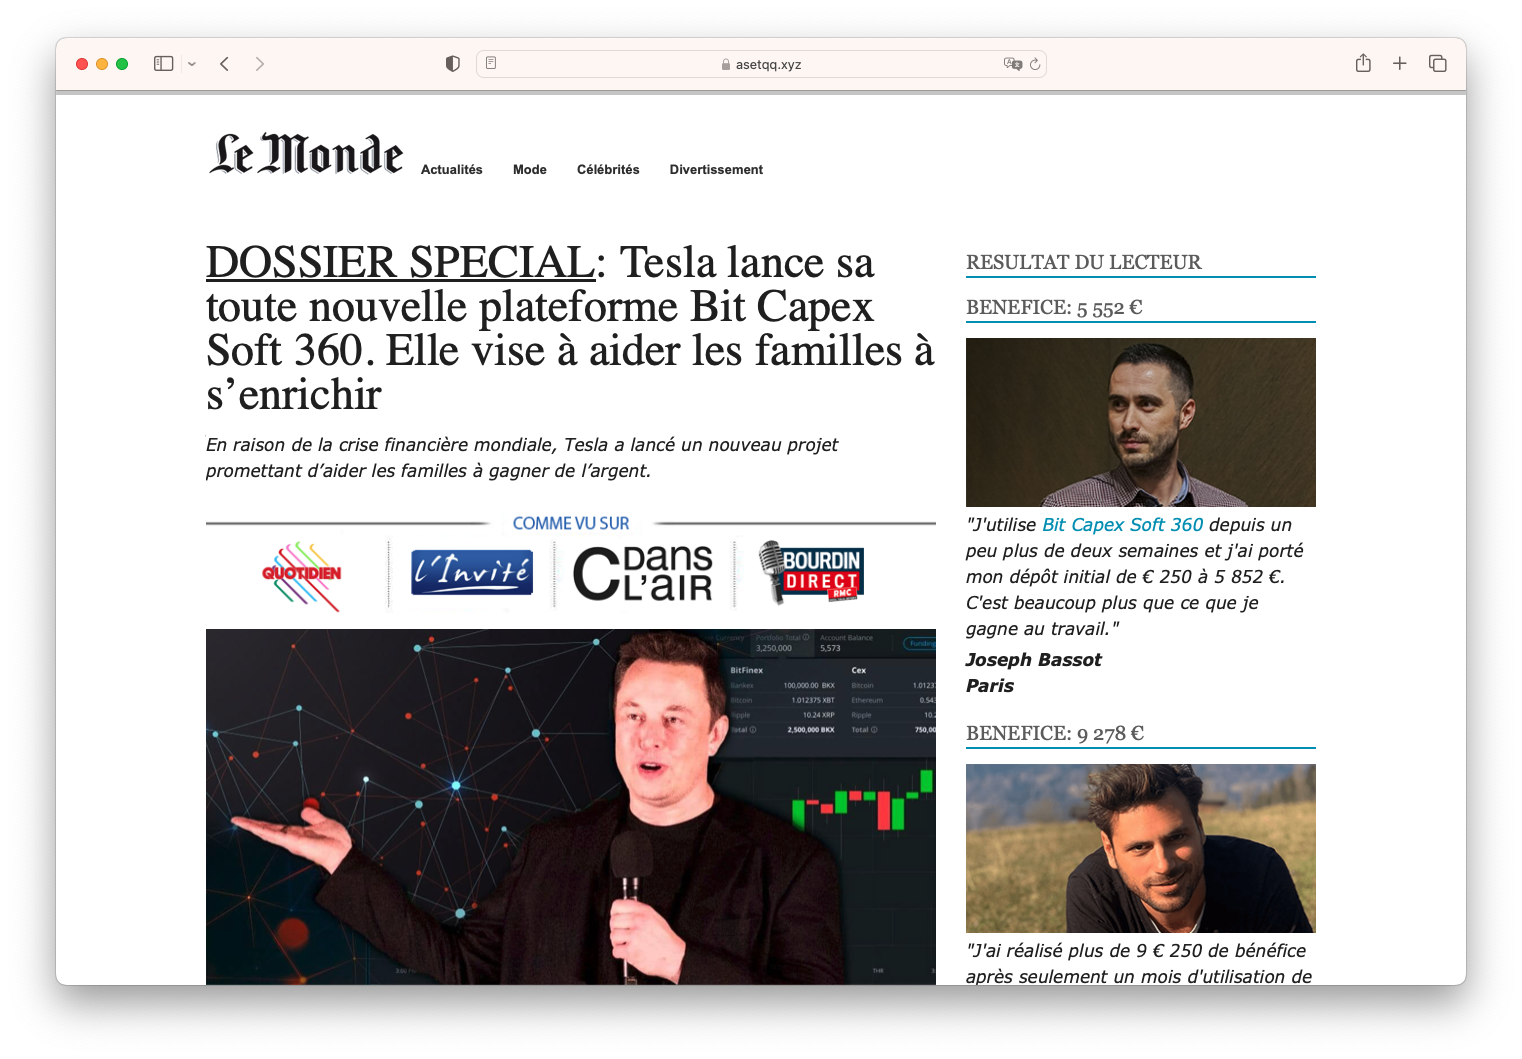 asetqq.xyz
Le Monde
Actualités Mode Célébrités Divertissement
DOSSIER SPECIAL: Tesla lance sa
toute nouvelle plateforme Bit Capex
Soft 360. Elle vise à aider les familles à
s’enrichir
En raison de la crise financière mondiale, Tesla a lancé un nouveau projet
promettant d’aider les familles à gagner de l’argent.
COMME VU SUR
QUOTIDIEN
l'Invité
C DANS
L'AIR
BOURDIN
DIRECT
RMC
Portfolio Total Account Balance
3,250,000 5,573
Funding
BitFinex Cex
Bankex 100,000.00 BKX Bitcoin 1.01237
Bitcoin 1.012375 XBT Ethereum 0.543
Ripple 10.24 XRP Ripple 10.2
Total 2,500,000 BKX Total 750,00
THR
RESULTAT DU LECTEUR
BENEFICE: 5 552 €
"J'utilise Bit Capex Soft 360 depuis un
peu plus de deux semaines et j'ai porté
mon dépôt initial de € 250 à 5 852 €.
C'est beaucoup plus que ce que je
gagne au travail."
Joseph Bassot
Paris
BENEFICE: 9 278 €
"J'ai réalisé plus de 9 € 250 de bénéfice
après seulement un mois d'utilisation de